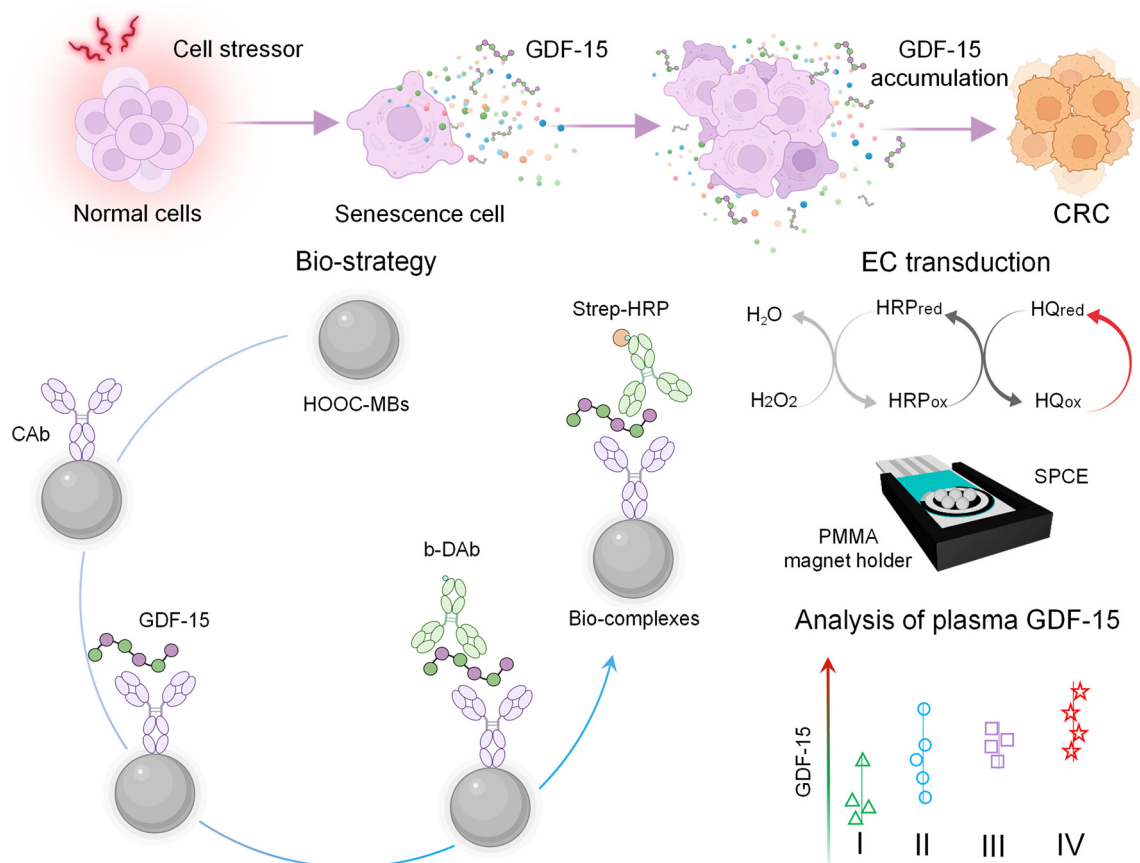 Cell stressor
GDF-15
GDF-15
accumulation
Normal cells
Senescence cell
CRC
Bio-strategy
EC transduction
HOOC-MBs
CAb
GDF-15
b-DAb
Strep-HRP
Bio-complexes
H₂O
HRPred
HQred
H2O2
HRPox
HQox
SPCE
PMMA
magnet holder
Analysis of plasma GDF-15
GDF-15
I II III IV